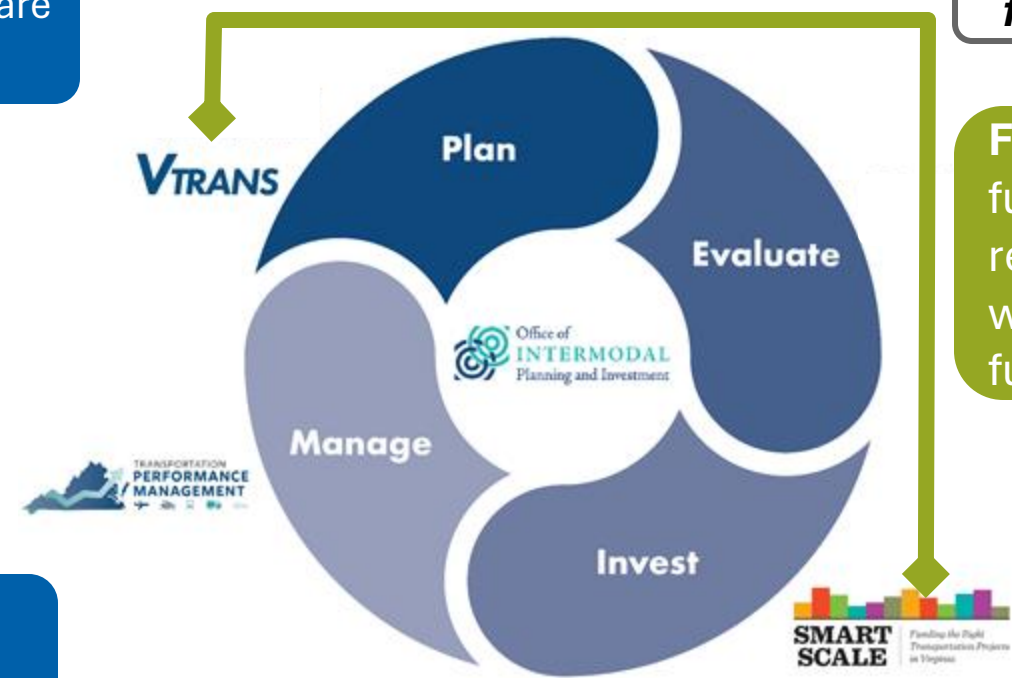 are
f
F
fu
re
w
fu
Plan
VTRANS
Evaluate
Office of
INTERMODAL
Planning and Investment
Manage
TRANSPORTATION
PERFORMANCE
MANAGEMENT
Invest
SMART
SCALE
Funding the Right
Transportation Projects
in Virginia